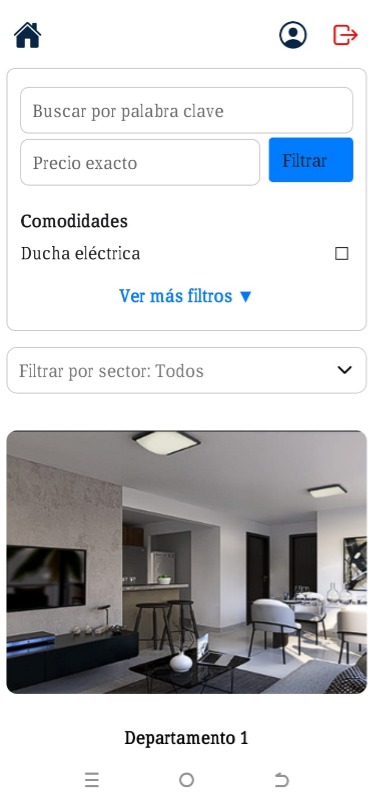 Buscar por palabra clave
Precio exacto
Filtrar
Comodidades
Ducha eléctrica
Ver más filtros ▼
Filtrar por sector: Todos
Departamento 1